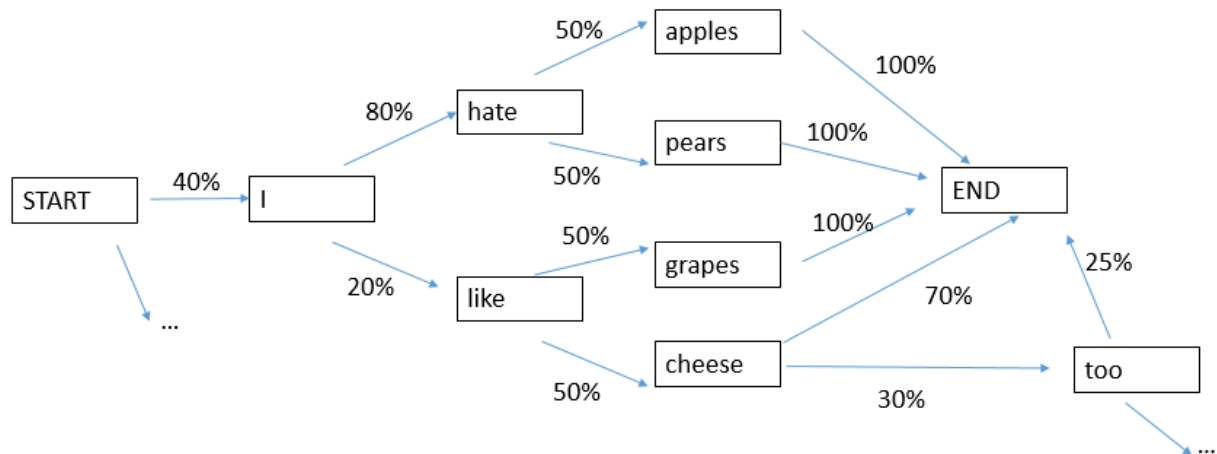 50%
apples
100%
80%
hate
pears
100%
50%
40%
START
I
END
50%
100%
grapes
25%
20%
like
70%
...
cheese
too
50%
30%
...